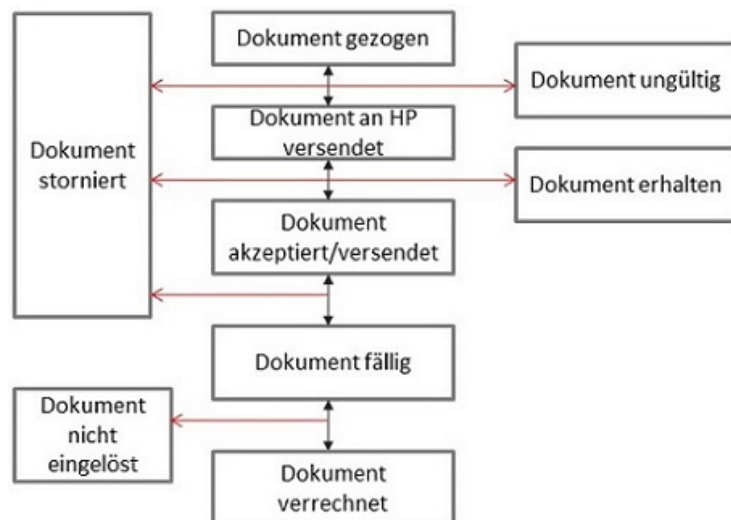 Dokument gezogen
Dokument ungültig
Dokument an HP
versendet
Dokument
storniert
Dokument erhalten
Dokument
akzeptiert/versendet
Dokument fällig
Dokument
nicht
eingelöst
Dokument
verrechnet